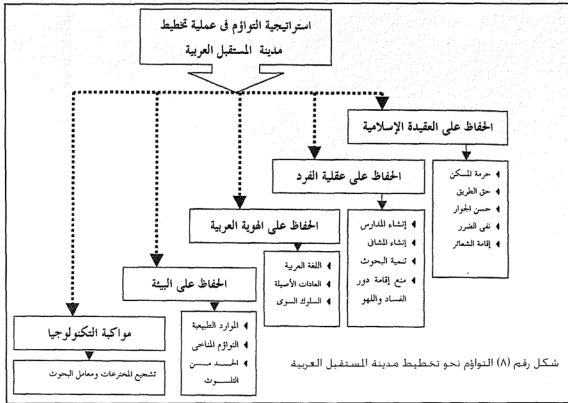 استراتيجية التواؤم فى عملية تخطيط
مدينة المستقبل العربية
الحفاظ على العقيدة الإسلامية
حرمة المسكن
حق الطريق
حسن الجوار
نفى الضرر
إقامة الشعائر
الحفاظ على عقلية الفرد
إنشاء المدارس
إنشاء المشافى
تنمية البحوث
منع إقامة دور
الفساد واللهو
الحفاظ على الهوية العربية
اللغة العربية
العادات الأصيلة
السلوك السوى
الحفاظ على البيئة
الموارد الطبيعية
التواؤم المناخى
الحد من
التلوث
مواكبة التكنولوجيا
تشجيع المخترعات ومعامل البحوث
شكل رقم (٨) التواؤم نحو تخطيط مدينة المستقبل العربية